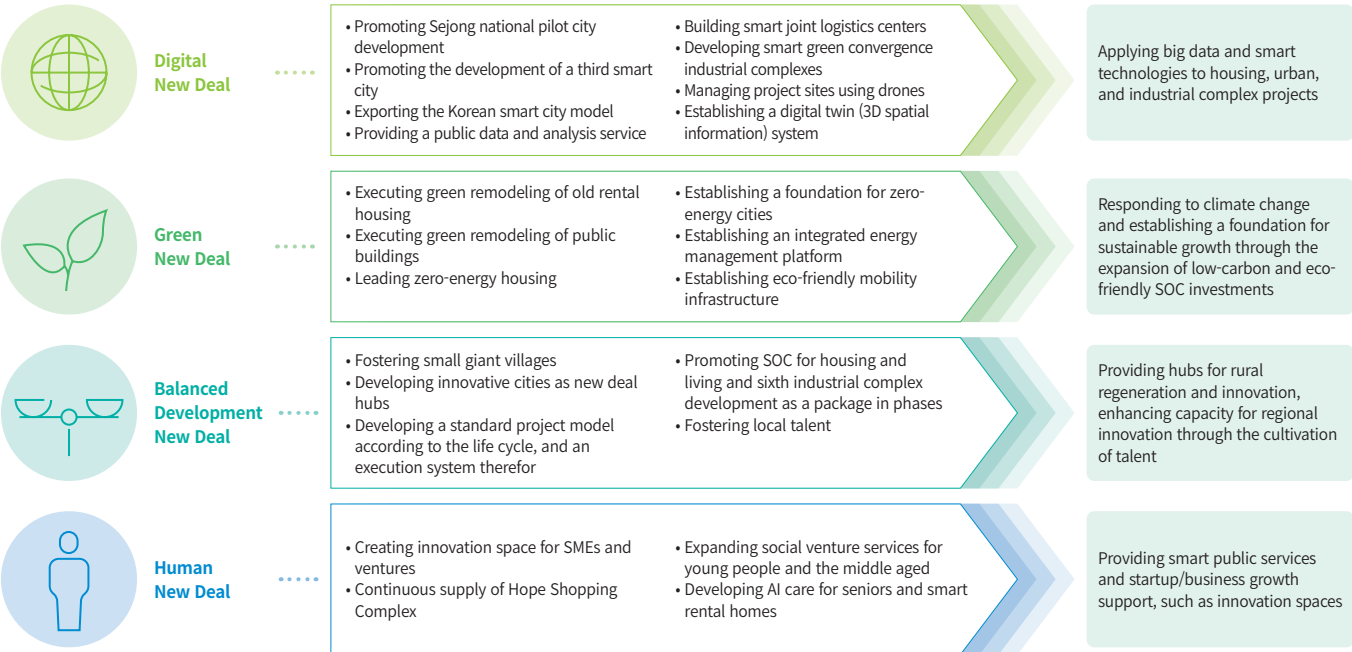 Digital
New Deal
• Promoting Sejong national pilot city
development
• Promoting the development of a third smart
city
• Exporting the Korean smart city model
• Providing a public data and analysis service
• Building smart joint logistics centers
• Developing smart green convergence
industrial complexes
• Managing project sites using drones
• Establishing a digital twin (3D spatial
information) system
Applying big data and smart
technologies to housing, urban,
and industrial complex projects
Green
New Deal
• Executing green remodeling of old rental
housing
• Executing green remodeling of public
buildings
• Leading zero-energy housing
• Establishing a foundation for zero-
energy cities
• Establishing an integrated energy
management platform
• Establishing eco-friendly mobility
infrastructure
Responding to climate change
and establishing a foundation for
sustainable growth through the
expansion of low-carbon and eco-
friendly SOC investments
Balanced
Development
New Deal
• Fostering small giant villages
• Developing innovative cities as new deal
hubs
• Developing a standard project model
according to the life cycle, and an
execution system therefor
• Promoting SOC for housing and
living and sixth industrial complex
development as a package in phases
• Fostering local talent
Providing hubs for rural
regeneration and innovation,
enhancing capacity for regional
innovation through the cultivation
of talent
Human
New Deal
• Creating innovation space for SMEs and
ventures
• Continuous supply of Hope Shopping
Complex
• Expanding social venture services for
young people and the middle aged
• Developing AI care for seniors and smart
rental homes
Providing smart public services
and startup/business growth
support, such as innovation spaces